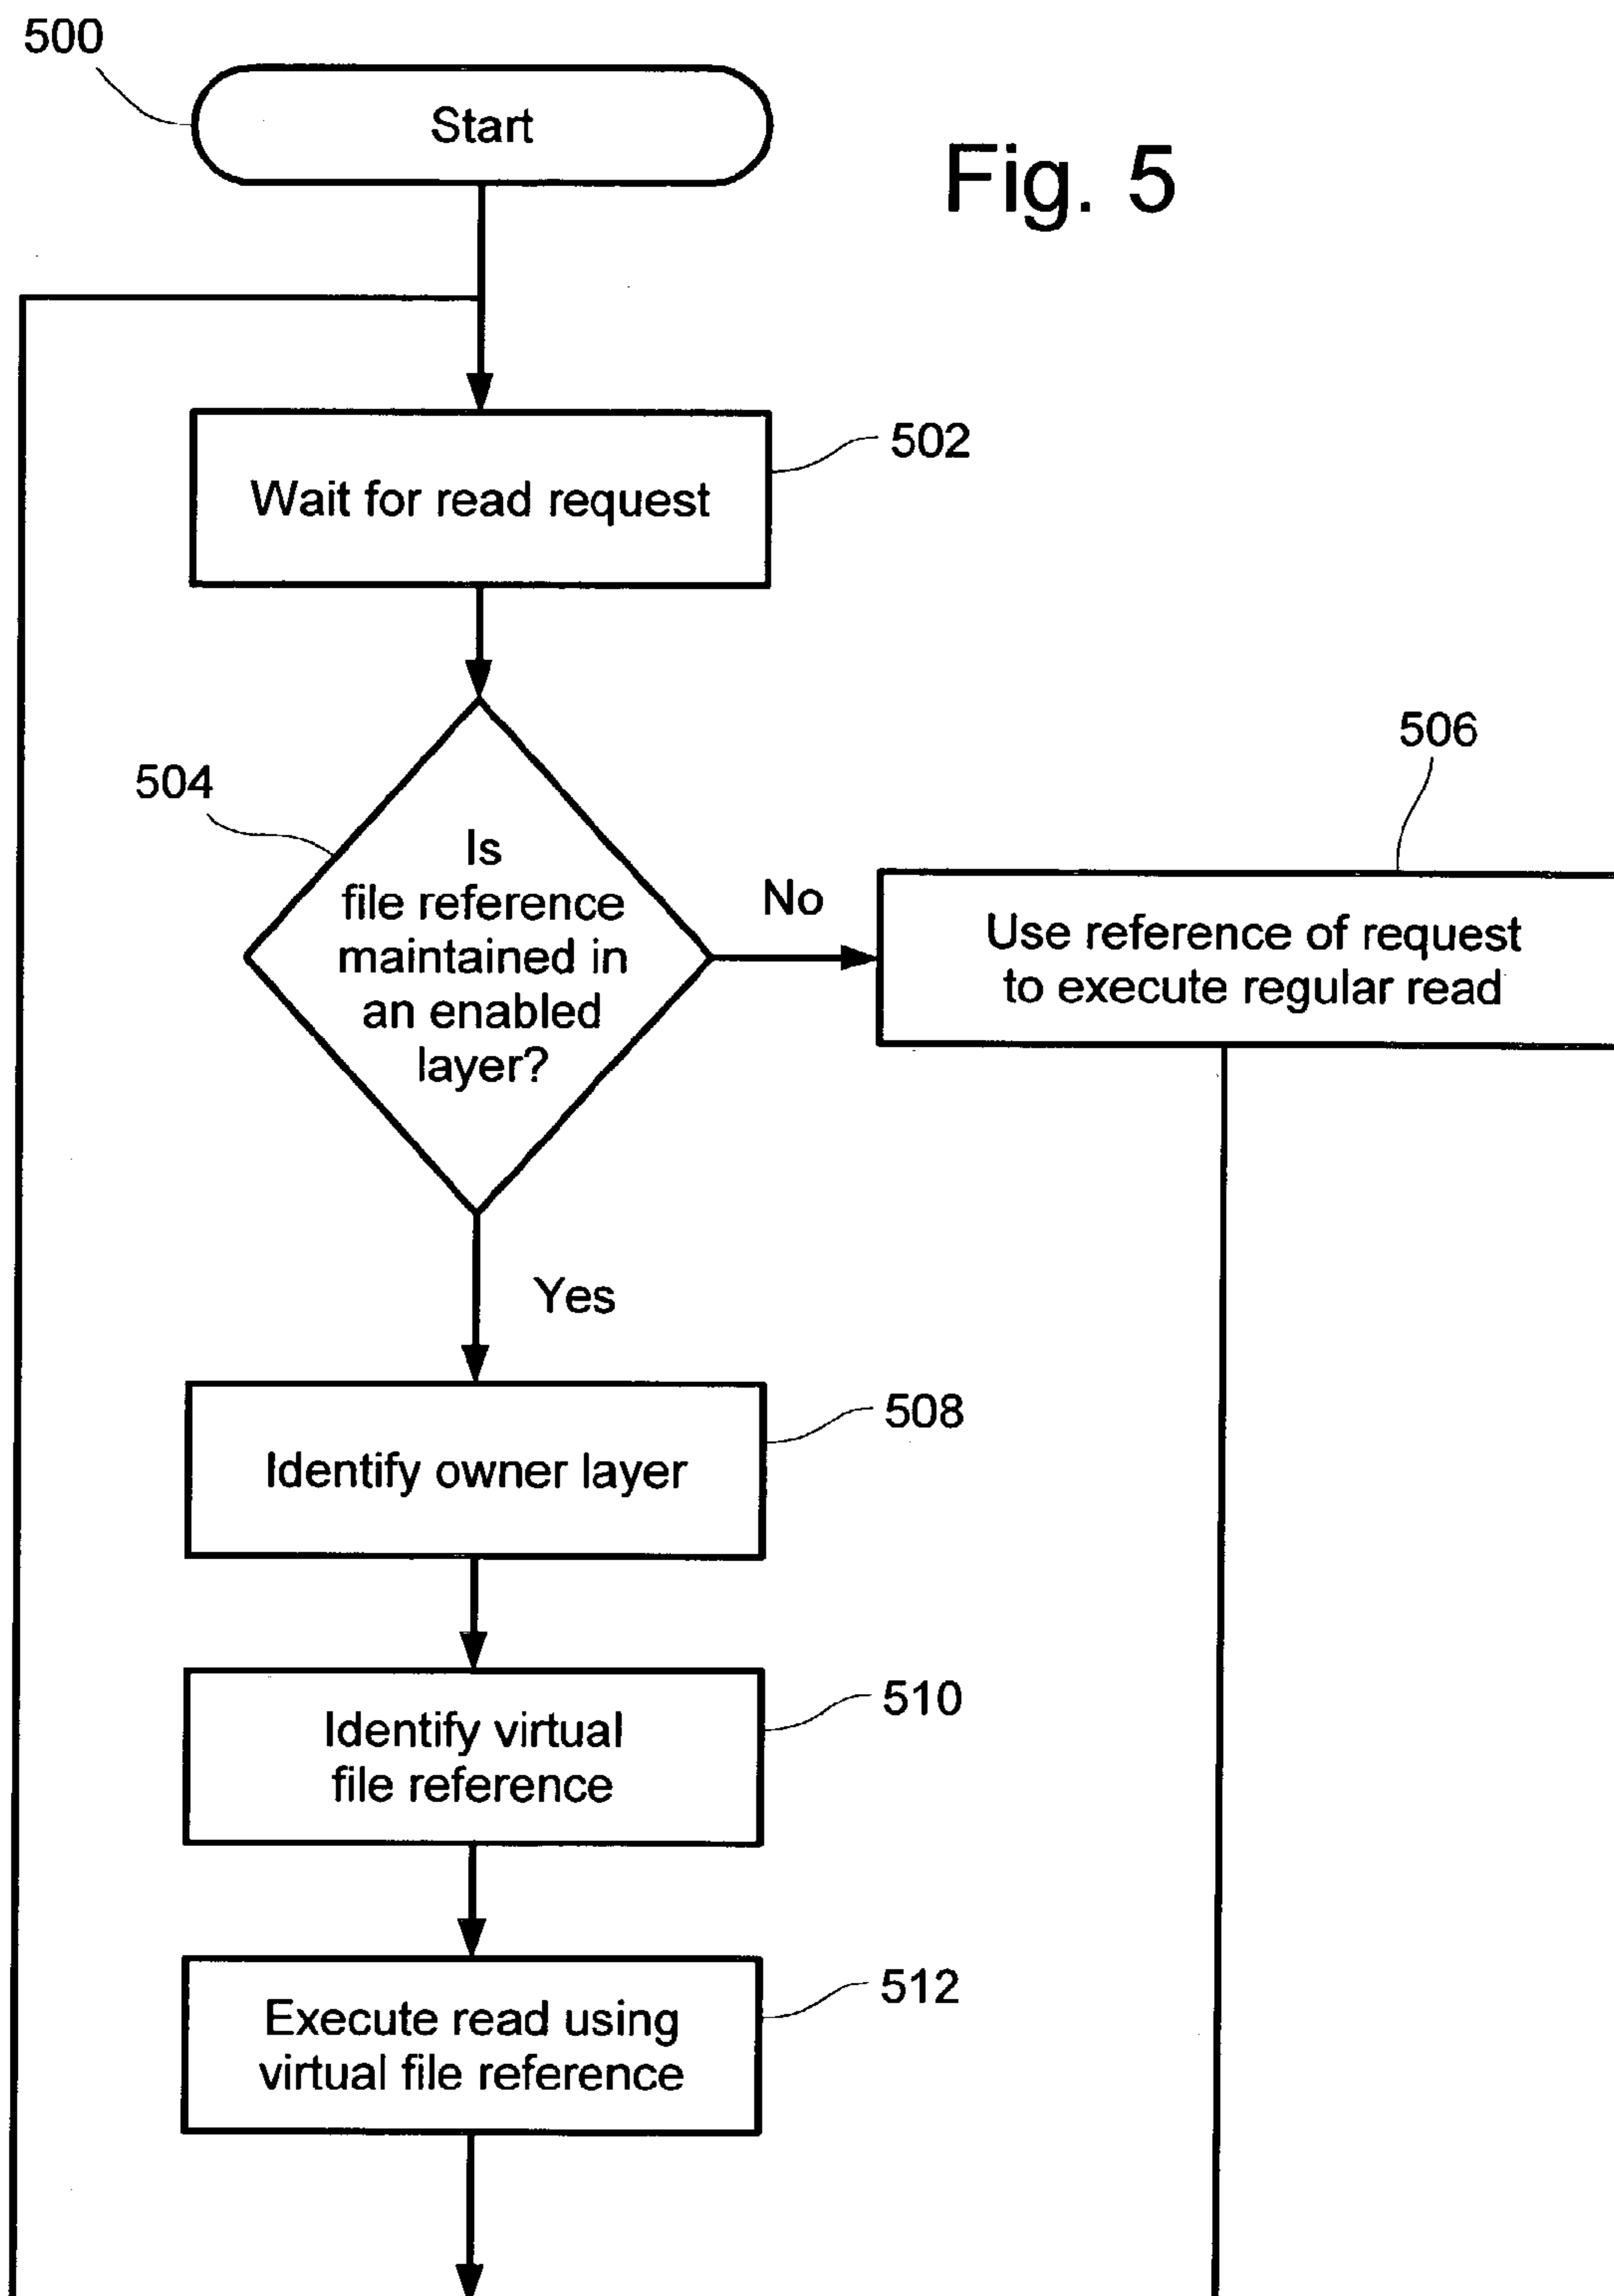 500
Start
Fig. 5
502
Wait for read request
504
Is
file reference
maintained in
an enabled
layer?
No
506
Use reference of request
to execute regular read
Yes
508
Identify owner layer
510
Identify virtual
file reference
512
Execute read using
virtual file reference